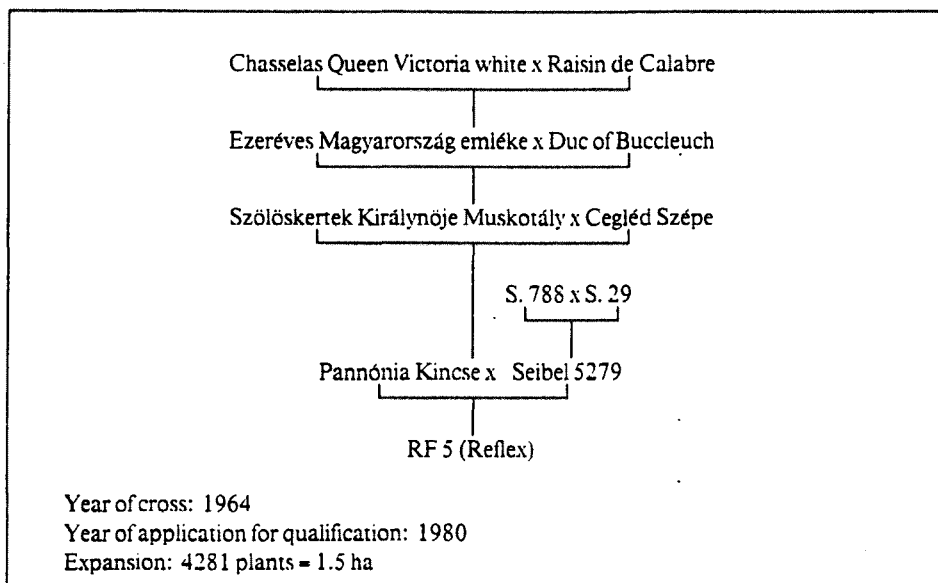 Chasselas Queen Victoria white x Raisin de Calabre
Ezeréves Magyarország emléke x Duc of Buccleuch
Szölöskertek Királynöje Muskotály x Cegléd Szépe
S. 788 x S. 29
Pannónia Kincse x Seibel 5279
RF 5 (Reflex)
Year of cross: 1964
Year of application for qualification: 1980
Expansion: 4281 plants = 1.5 ha